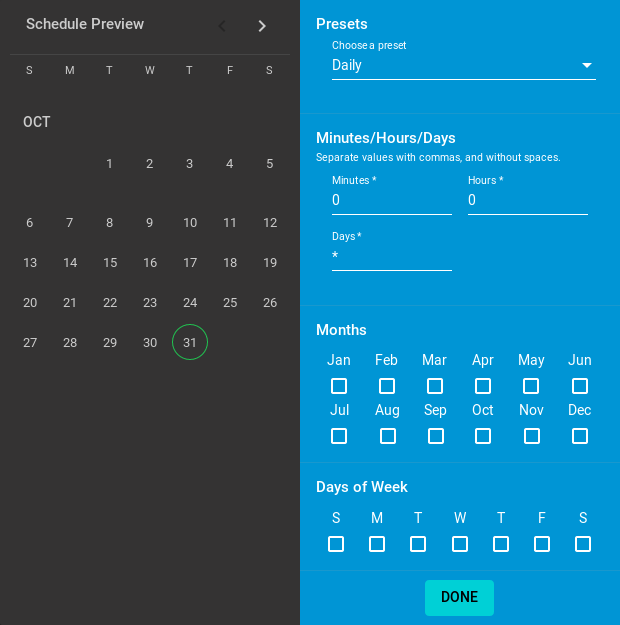 Schedule Preview
S M T W T F S
OCT
1 2 3 4 5
6 7 8 9 10 11 12
13 14 15 16 17 18 19
20 21 22 23 24 25 26
27 28 29 30 31
Presets
Choose a preset
Daily
Minutes/Hours/Days
Separate values with commas, and without spaces.
Minutes * Hours *
0 0
Days *
*
Months
Jan Feb Mar Apr May Jun
Jul Aug Sep Oct Nov Dec
Days of Week
S M T W T F S
DONE